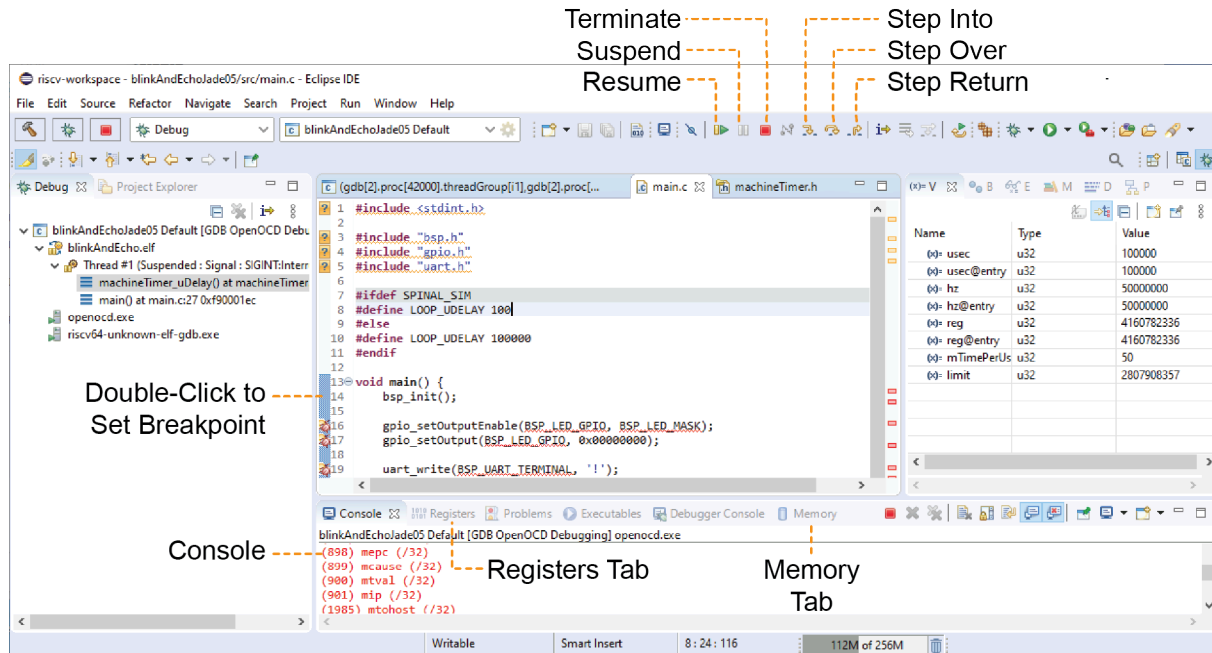 Terminate
Suspend
Resume
Step Into
Step Over
Step Return
riscv-workspace - blinkAndEchoJade05/src/main.c - Eclipse IDE
File Edit Source Refactor Navigate Search Project Run Window Help
Debug
blinkAndEchoJade05 Default
Debug
Project Explorer
blinkAndEchoJade05 Default [GDB OpenOCD Debu
blinkAndEcho.elf
Thread #1 (Suspended : Signal : SIGINT:Interr
machineTimer_uDelay() at machineTimer
main() at main.c:27 0xf90001ec
openocd.exe
riscv64-unknown-elf-gdb.exe
Double-Click to
Set Breakpoint
(gdb[2].proc[42000].threadGroup[i1],gdb[2].proc[...
main.c
machineTimer.h
1 #include <stdint.h>
2
3 #include "bsp.h"
4 #include "gpio.h"
5 #include "uart.h"
6
7 #ifdef SPINAL_SIM
8 #define LOOP_UDELAY 100
9 #else
10 #define LOOP_UDELAY 100000
11 #endif
12
13 void main() {
14 bsp_init();
15
16 gpio_setOutputEnable(BSP_LED_GPIO, BSP_LED_MASK);
17 gpio_setOutput(BSP_LED_GPIO, 0x00000000);
18
19 uart_write(BSP_UART_TERMINAL, '!');
(x)= V
B
E
M
D
P
Name Type Value
(x)= usec u32 100000
(x)= usec@entry u32 100000
(x)= hz u32 50000000
(x)= hz@entry u32 50000000
(x)= reg u32 4160782336
(x)= reg@entry u32 4160782336
(x)= mTimePerUs u32 50
(x)= limit u32 2807908357
Console
Registers
Problems
Executables
Debugger Console
Memory
blinkAndEchoJade05 Default [GDB OpenOCD Debugging] openocd.exe
(898) mepc (/32)
(899) mcause (/32)
(900) mtval (/32)
(901) mip (/32)
(1985) mtohost (/32)
Console
Registers Tab
Memory
Tab
Writable
Smart Insert
8 : 24 : 116
112M of 256M